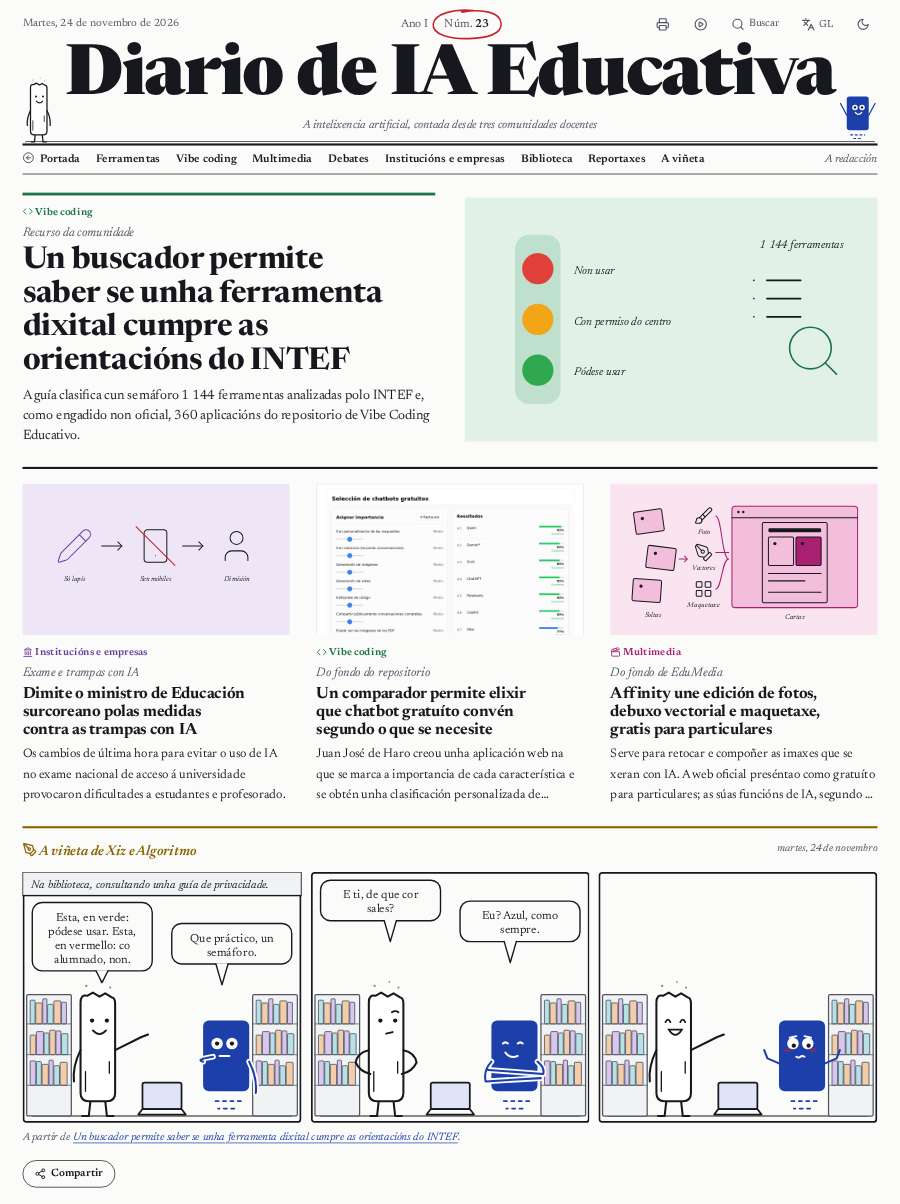 Martes, 24 de novembro de 2026
Ano I
Núm. 23
Buscar
GL
Diario de IA Educativa
A intelixencia artificial, contada desde tres comunidades docentes
Portada Ferramentas Vibe coding Multimedia Debates Institucións e empresas Biblioteca Reportaxes A viñeta
A redacción
Vibe coding
Recurso da comunidade
Un buscador permite
saber se unha ferramenta
dixital cumpre as
orientacións do INTEF
A guía clasifica cun semáforo 1 144 ferramentas analizadas polo INTEF e,
como engadido non oficial, 360 aplicacións do repositorio de Vibe Coding
Educativo.
Non usar
Con permiso do centro
Pódese usar
1 144 ferramentas
Só lapis
Sen móbiles
Dimisión
Institucións e empresas
Exame e trampas con IA
Dimite o ministro de Educación
surcoreano polas medidas
contra as trampas con IA
Os cambios de última hora para evitar o uso de IA
no exame nacional de acceso á universidade
provocaron dificultades a estudantes e profesorado.
Selección de chatbots gratuitos
Asignar importancia
Resultados
Vibe coding
Do fondo do repositorio
Un comparador permite elixir
que chatbot gratuíto convén
segundo o que se necesite
Juan José de Haro creou unha aplicación web na
que se marca a importancia de cada característica e
se obtén unha clasificación personalizada de...
Foto
Vectores
Maquetaxe
Soltas
Cartas
Multimedia
Do fondo de EduMedia
Affinity une edición de fotos,
debuxo vectorial e maquetaxe,
gratis para particulares
Serve para retocar e compoñer as imaxes que se
xeran con IA. A web oficial preséntao como gratuíto
para particulares; as súas funcións de IA, segundo ...
A viñeta de Xiz e Algoritmo
martes, 24 de novembro
Na biblioteca, consultando unha guía de privacidade.
Esta, en verde:
pódese usar. Esta,
en vermello: co
alumnado, non.
Que práctico, un
semáforo.
E ti, de que cor
sales?
Eu? Azul, como
sempre.
A partir de Un buscador permite saber se unha ferramenta dixital cumpre as orientacións do INTEF.
Compartir